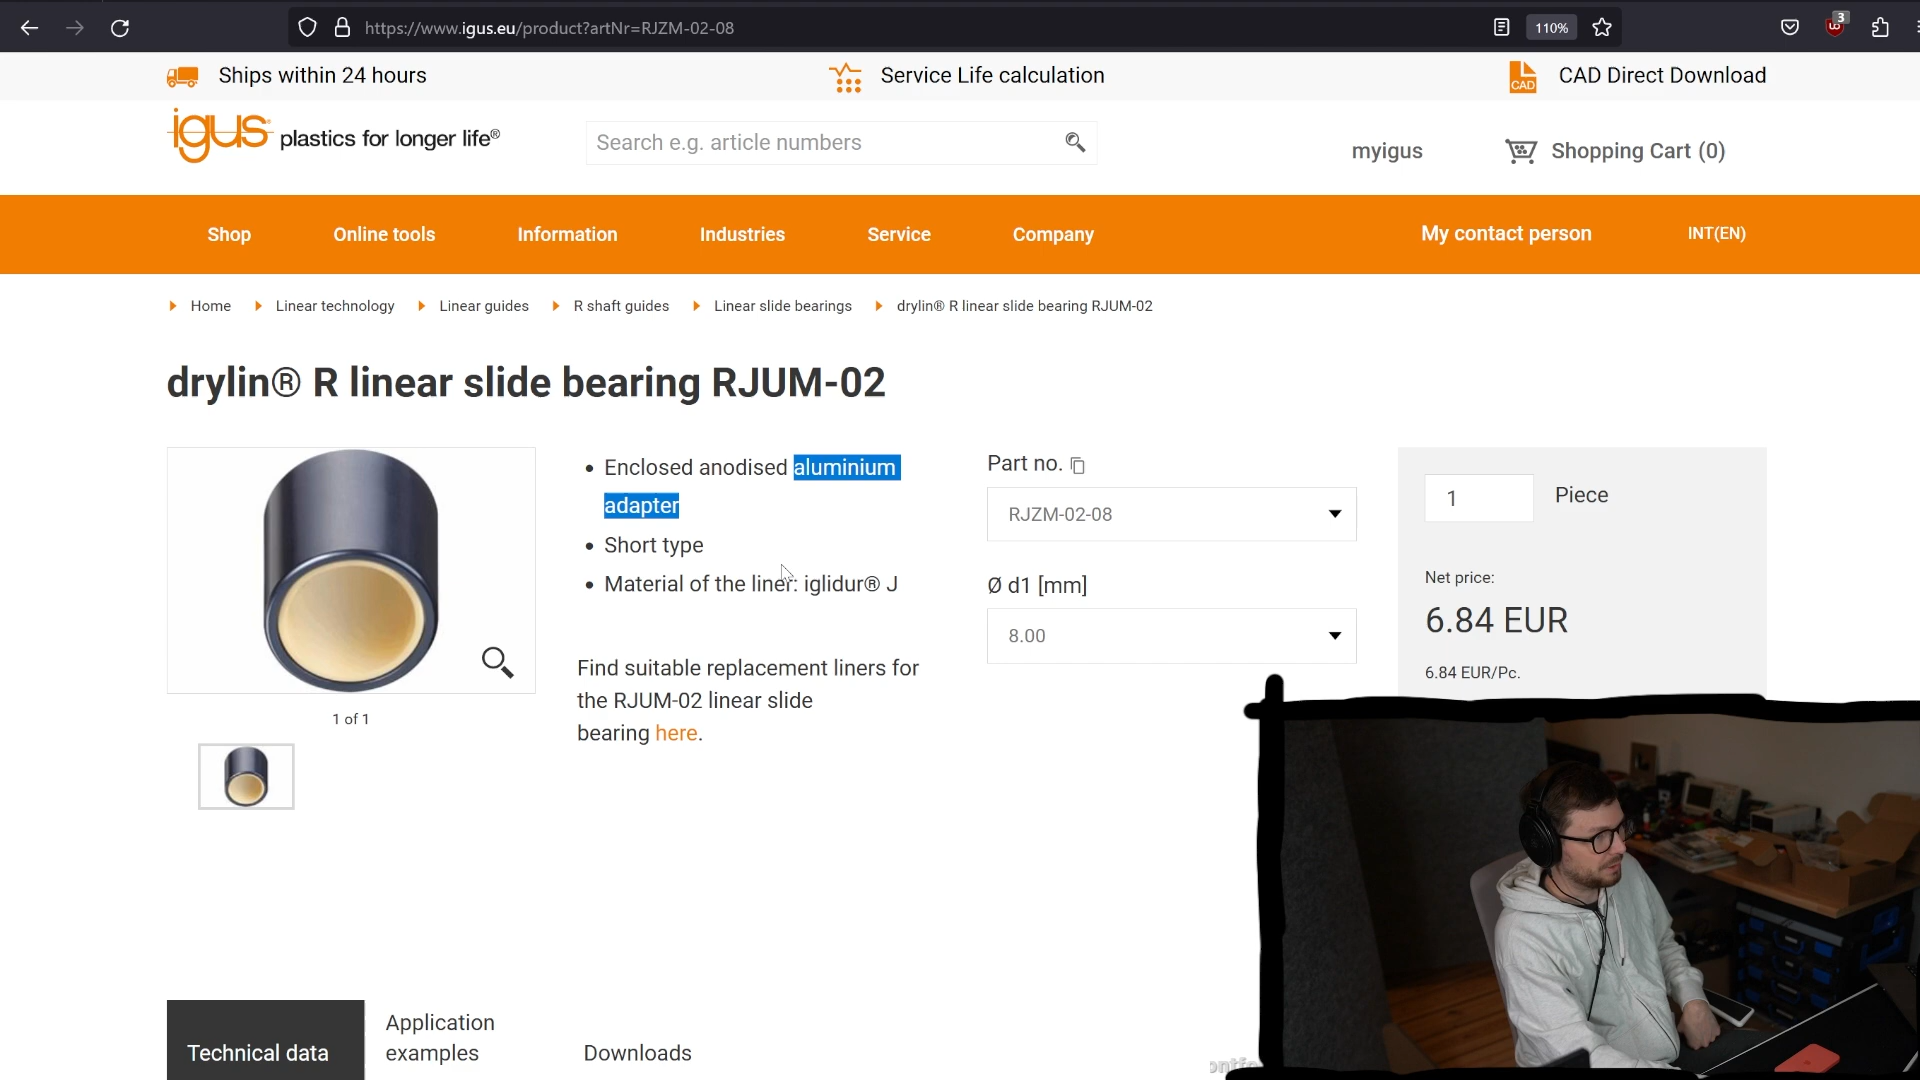 https://www.igus.eu/product?artNr=RJZM-02-08
110%
3
Ships within 24 hours
Service Life calculation
CAD
CAD Direct Download
igus® plastics for longer life®
Search e.g. article numbers
myigus
Shopping Cart (0)
Shop
Online tools
Information
Industries
Service
Company
My contact person
INT(EN)
Home
Linear technology
Linear guides
R shaft guides
Linear slide bearings
drylin® R linear slide bearing RJUM-02
drylin® R linear slide bearing RJUM-02
Enclosed anodised aluminium
adapter
Short type
Material of the liner: iglidur® J
Find suitable replacement liners for
the RJUM-02 linear slide
bearing here.
1 of 1
Part no.
RJZM-02-08
Ø d1 [mm]
8.00
1
Piece
Net price:
6.84 EUR
6.84 EUR/Pc.
Technical data
Application
examples
Downloads